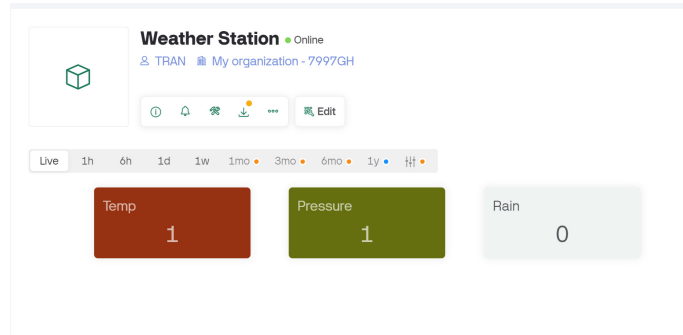 Weather Station Online
TRAN My organization - 7997GH
Edit
Live 1h 6h 1d 1w 1mo 3mo 6mo 1y
Temp Pressure Rain
1 1 0